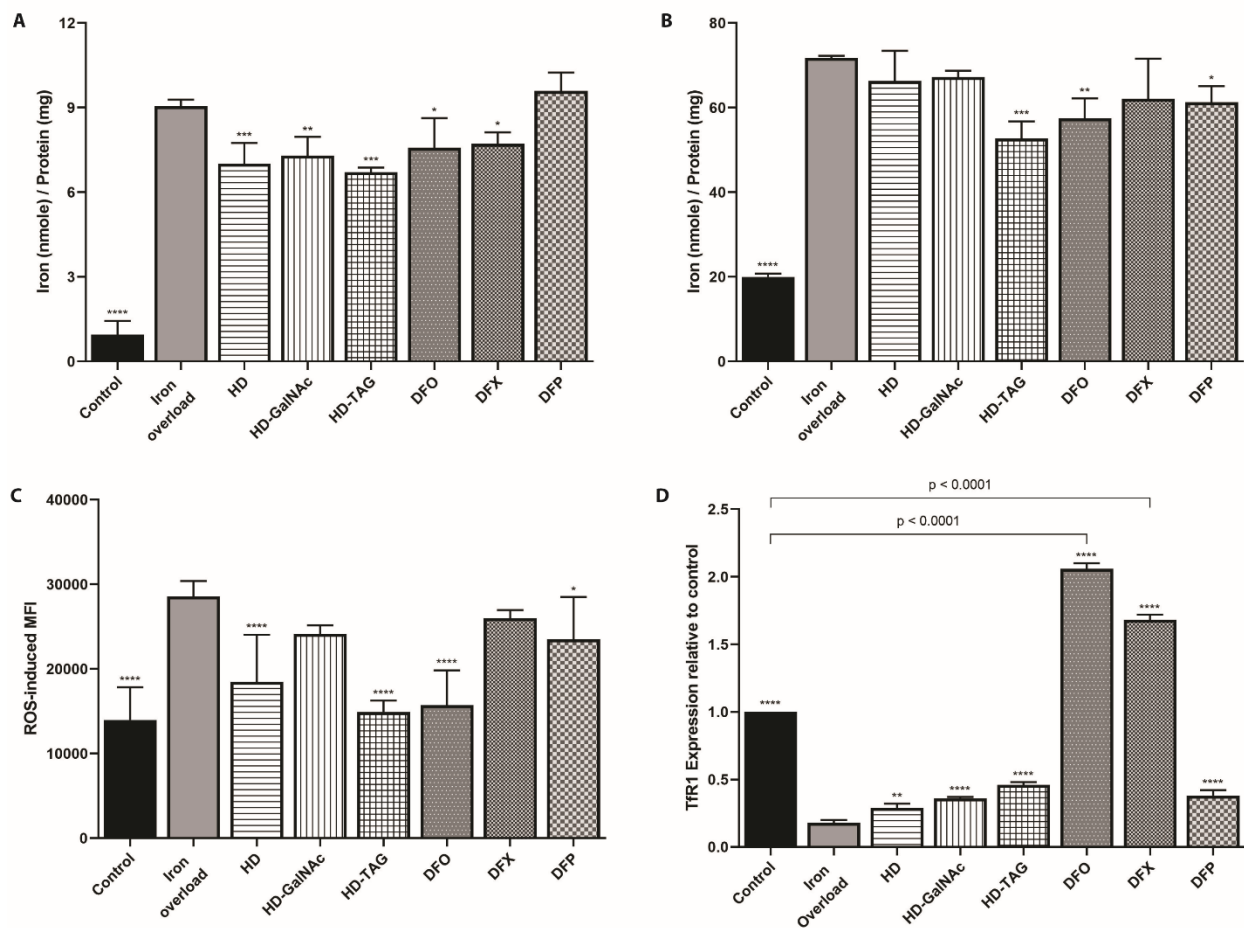 A
Iron (nmole) / Protein (mg)
12
9
6
3
0
****
***
**
***
*
*
Control
Iron
overload
HD
HD-GalNAc
HD-TAG
DFO
DFX
DFP
B
Iron (nmole) / Protein (mg)
80
60
40
20
0
****
***
**
*
Control
Iron
overload
HD
HD-GalNAc
HD-TAG
DFO
DFX
DFP
C
ROS-induced MFI
40000
30000
20000
10000
0
****
****
****
****
*
Control
Iron
overload
HD
HD-GalNAc
HD-TAG
DFO
DFX
DFP
D
p < 0.0001
p < 0.0001
TfR1 Expression relative to control
2.5
2.0
1.5
1.0
0.5
0.0
****
**
****
****
****
****
****
Control
Iron
Overload
HD
HD-GalNAc
HD-TAG
DFO
DFX
DFP